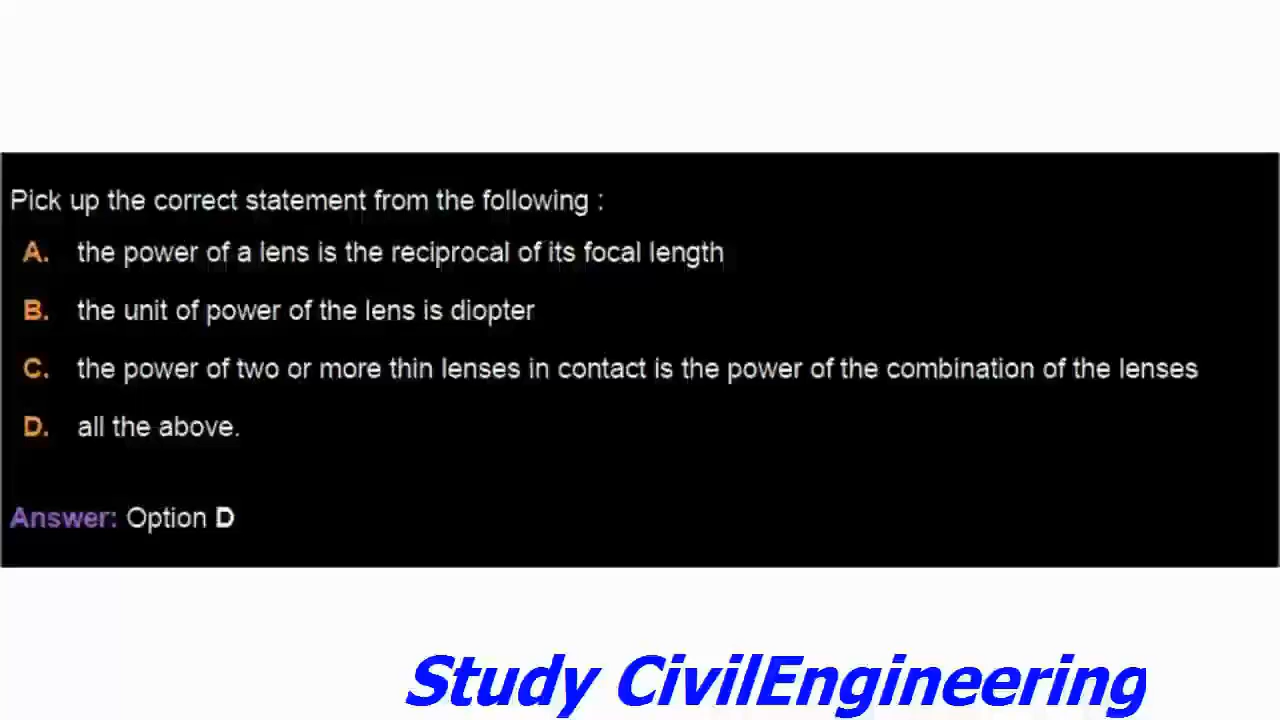 Pick up the correct statement from the following :
A. the power of a lens is the reciprocal of its focal length
B. the unit of power of the lens is diopter
C. the power of two or more thin lenses in contact is the power of the combination of the lenses
D. all the above.
Answer: Option D
Study CivilEngineering